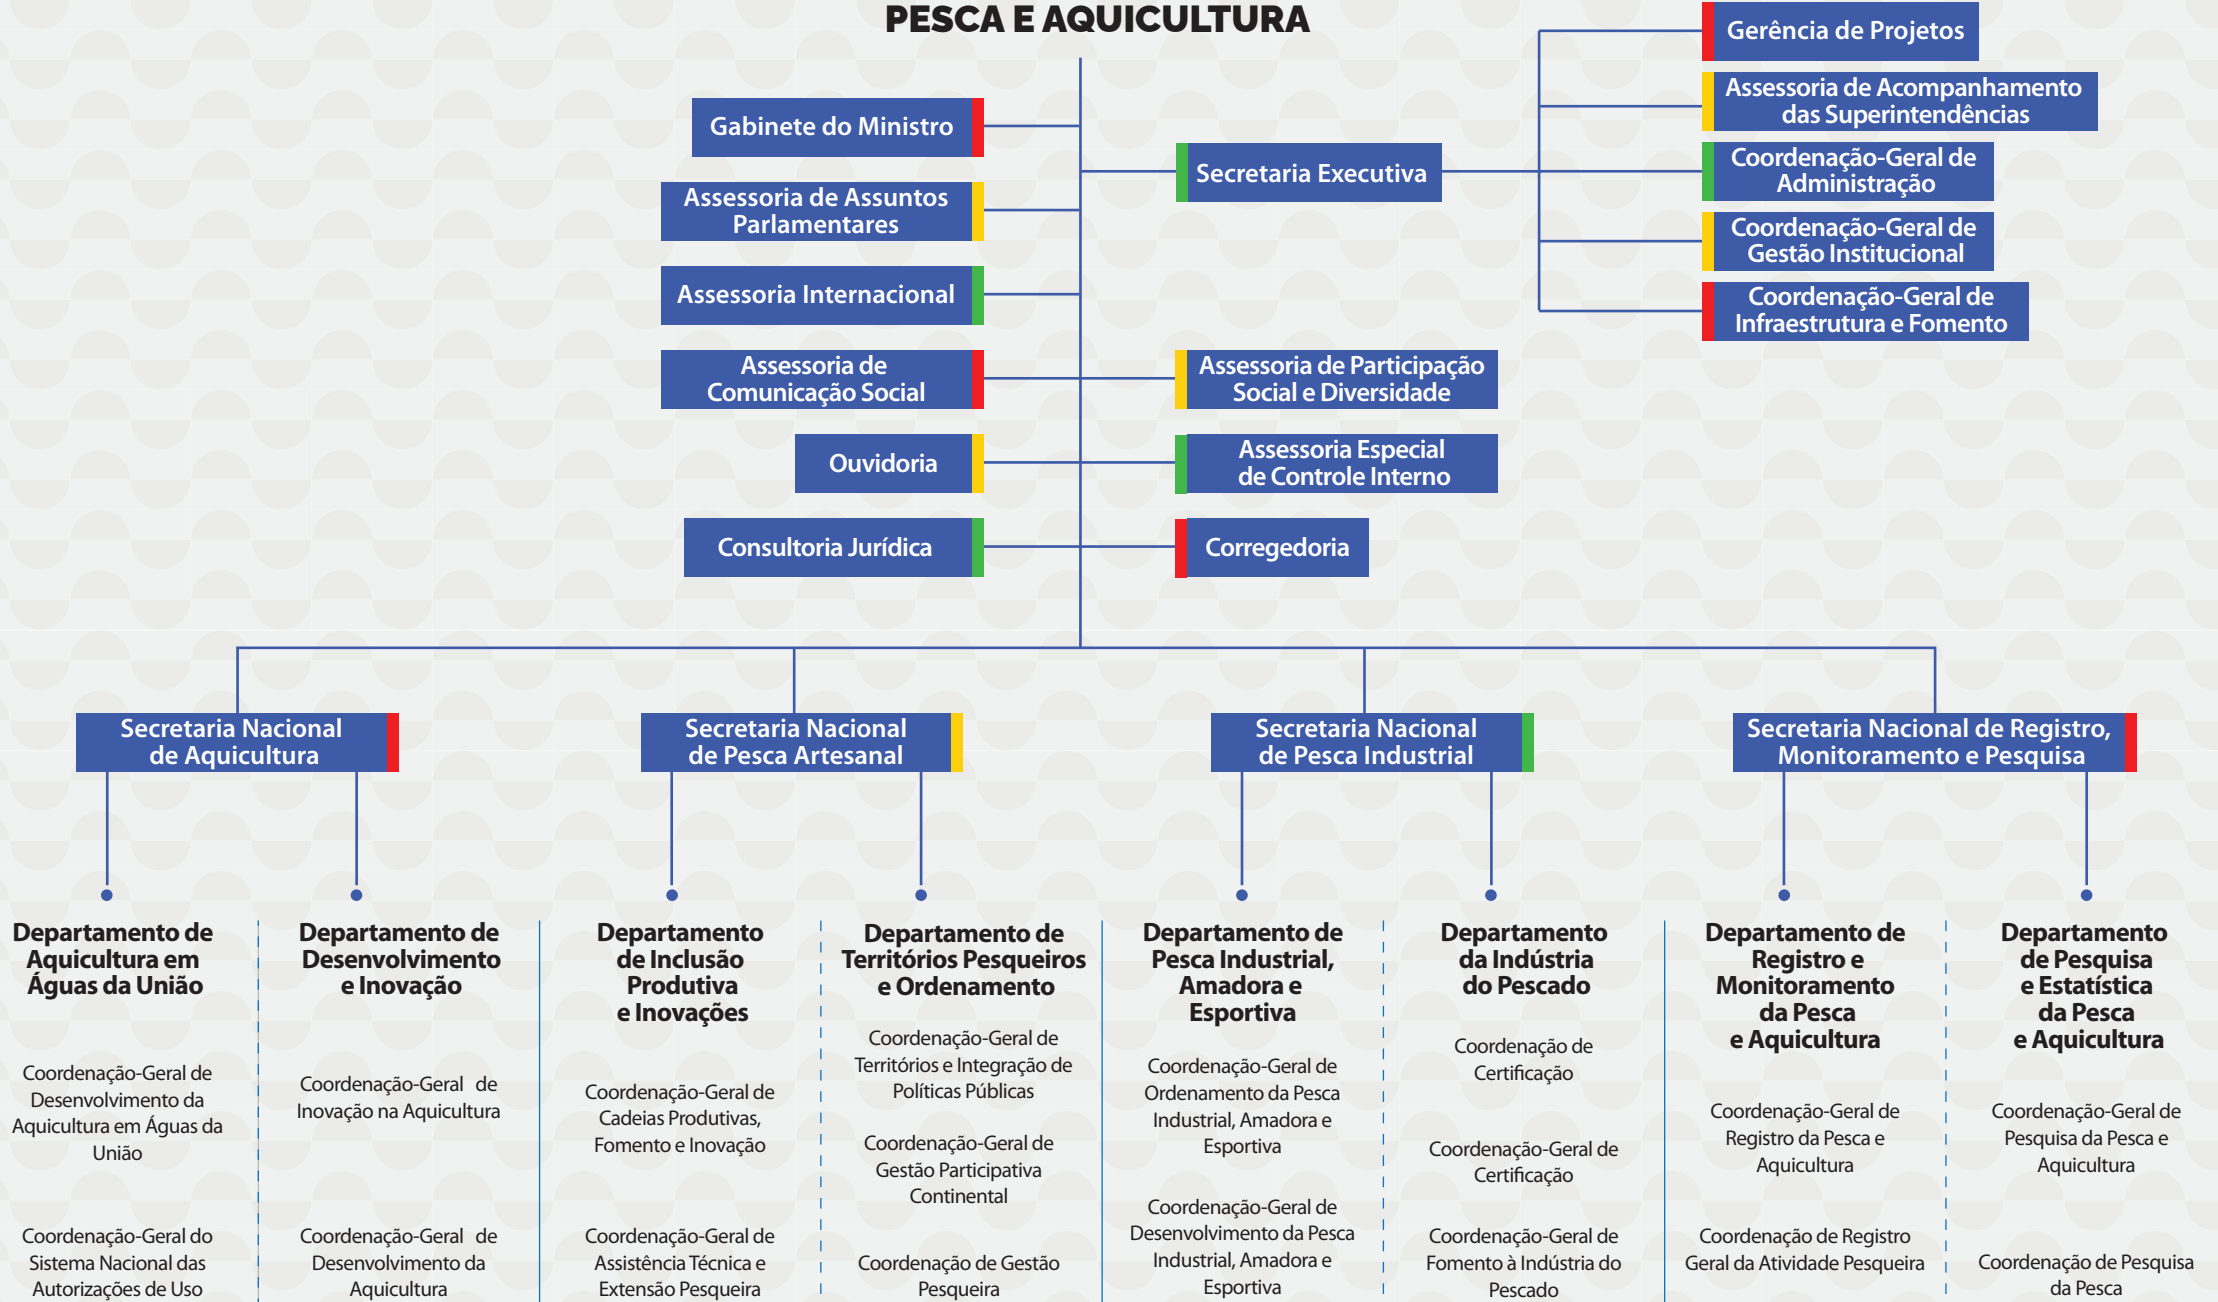 PESCA E AQUICULTURA
Gerência de Projetos
Assessoria de Acompanhamento
das Superintendências
Coordenação-Geral de
Administração
Coordenação-Geral de
Gestão Institucional
Coordenação-Geral de
Infraestrutura e Fomento
Secretaria Executiva
Gabinete do Ministro
Assessoria de Assuntos
Parlamentares
Assessoria Internacional
Assessoria de
Comunicação Social
Assessoria de Participação
Social e Diversidade
Ouvidoria
Assessoria Especial
de Controle Interno
Consultoria Jurídica
Corregedoria
Secretaria Nacional
de Aquicultura
Secretaria Nacional
de Pesca Artesanal
Secretaria Nacional
de Pesca Industrial
Secretaria Nacional de Registro,
Monitoramento e Pesquisa
Departamento de
Aquicultura em
Águas da União
Coordenação-Geral de
Desenvolvimento da
Aquicultura em Águas da
União
Coordenação-Geral do
Sistema Nacional das
Autorizações de Uso
Departamento de
Desenvolvimento
e Inovação
Coordenação-Geral de
Inovação na Aquicultura
Coordenação-Geral de
Desenvolvimento da
Aquicultura
Departamento
de Inclusão
Produtiva
e Inovações
Coordenação-Geral de
Cadeias Produtivas,
Fomento e Inovação
Coordenação-Geral de
Assistência Técnica e
Extensão Pesqueira
Departamento de
Territórios Pesqueiros
e Ordenamento
Coordenação-Geral de
Territórios e Integração de
Políticas Públicas
Coordenação-Geral de
Gestão Participativa
Continental
Coordenação de Gestão
Pesqueira
Departamento de
Pesca Industrial,
Amadora e
Esportiva
Coordenação-Geral de
Ordenamento da Pesca
Industrial, Amadora e
Esportiva
Coordenação-Geral de
Desenvolvimento da Pesca
Industrial, Amadora e
Esportiva
Departamento
da Indústria
do Pescado
Coordenação de
Certificação
Coordenação-Geral de
Certificação
Coordenação-Geral de
Fomento à Indústria do
Pescado
Departamento de
Registro e
Monitoramento
da Pesca
e Aquicultura
Coordenação-Geral de
Registro da Pesca e
Aquicultura
Coordenação de Registro
Geral da Atividade Pesqueira
Departamento
de Pesquisa
e Estatística
da Pesca
e Aquicultura
Coordenação-Geral de
Pesquisa da Pesca e
Aquicultura
Coordenação de Pesquisa
da Pesca